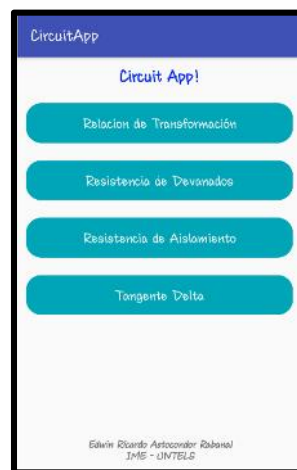 CircuitApp
Circuit App!
Relacion de Transformación
Resistencia de Devanados
Resistencia de Aislamiento
Tangente Delta
Edwin Ricardo Astocondor Rabanal
IME - UNTELS